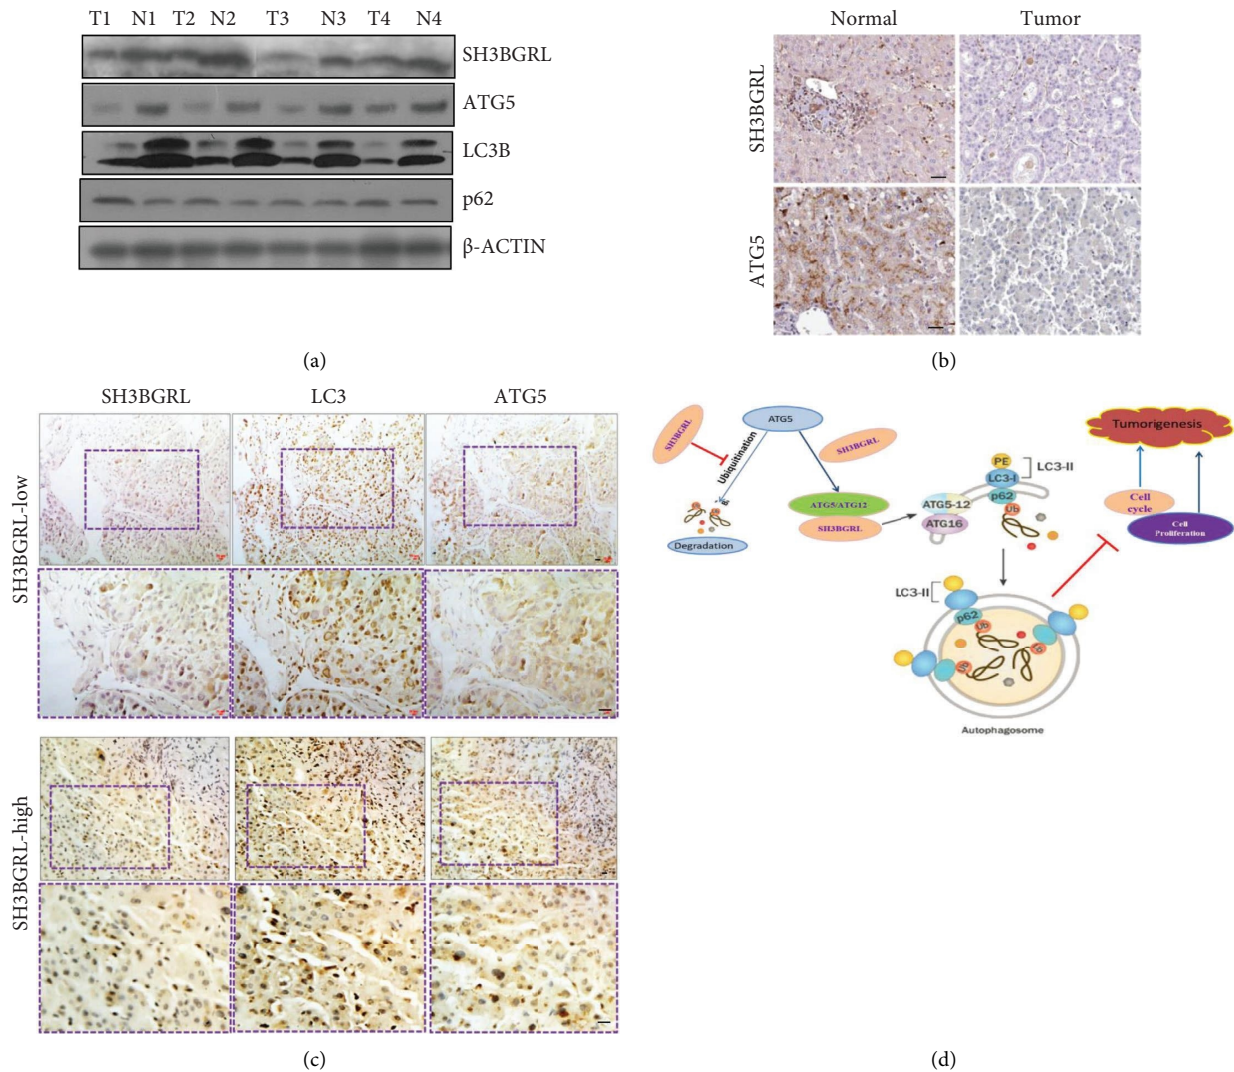 T1 N1 T2 N2 T3 N3 T4 N4
SH3BGRL
ATG5
LC3B
p62
β-ACTIN
(a)
Normal Tumor
SH3BGRL
ATG5
(b)
SH3BGRL LC3 ATG5
SH3BGRL-low
SH3BGRL-high
(c)
SH3BGRL
ATG5
Ubiquitination
SH3BGRL
Degradation
ATG5/ATG12
SH3BGRL
ATG5-12
ATG16
PE
LC3-I
LC3-II
p62
Ub
Tumorigenesis
Cell
cycle
Cell
Proliferation
LC3-II
p62
Ub
Ub
Ub
Autophagosome
(d)